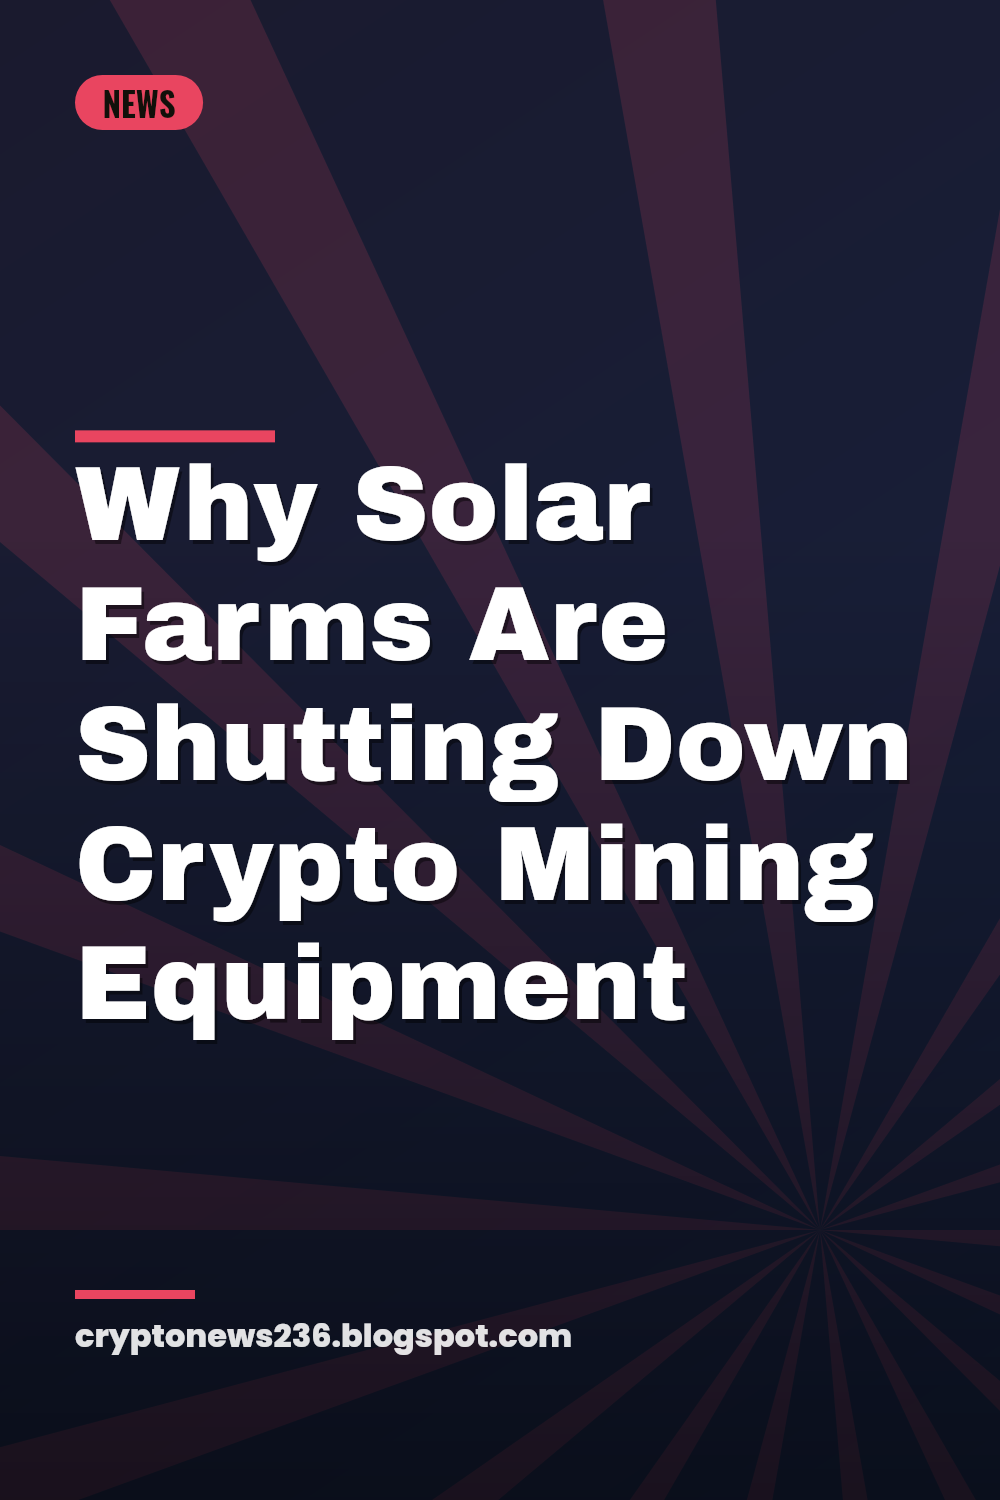 NEWS
Why Solar
Farms Are
Shutting Down
Crypto Mining
Equipment
cryptonews236.blogspot.com